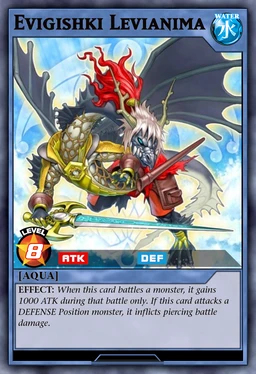 Evigishki Levianima
WATER
水
LEVEL
8
ATK
DEF
[AQUA]
EFFECT: When this card battles a monster, it gains
1000 ATK during that battle only. If this card attacks a
DEFENSE Position monster, it inflicts piercing battle
damage.